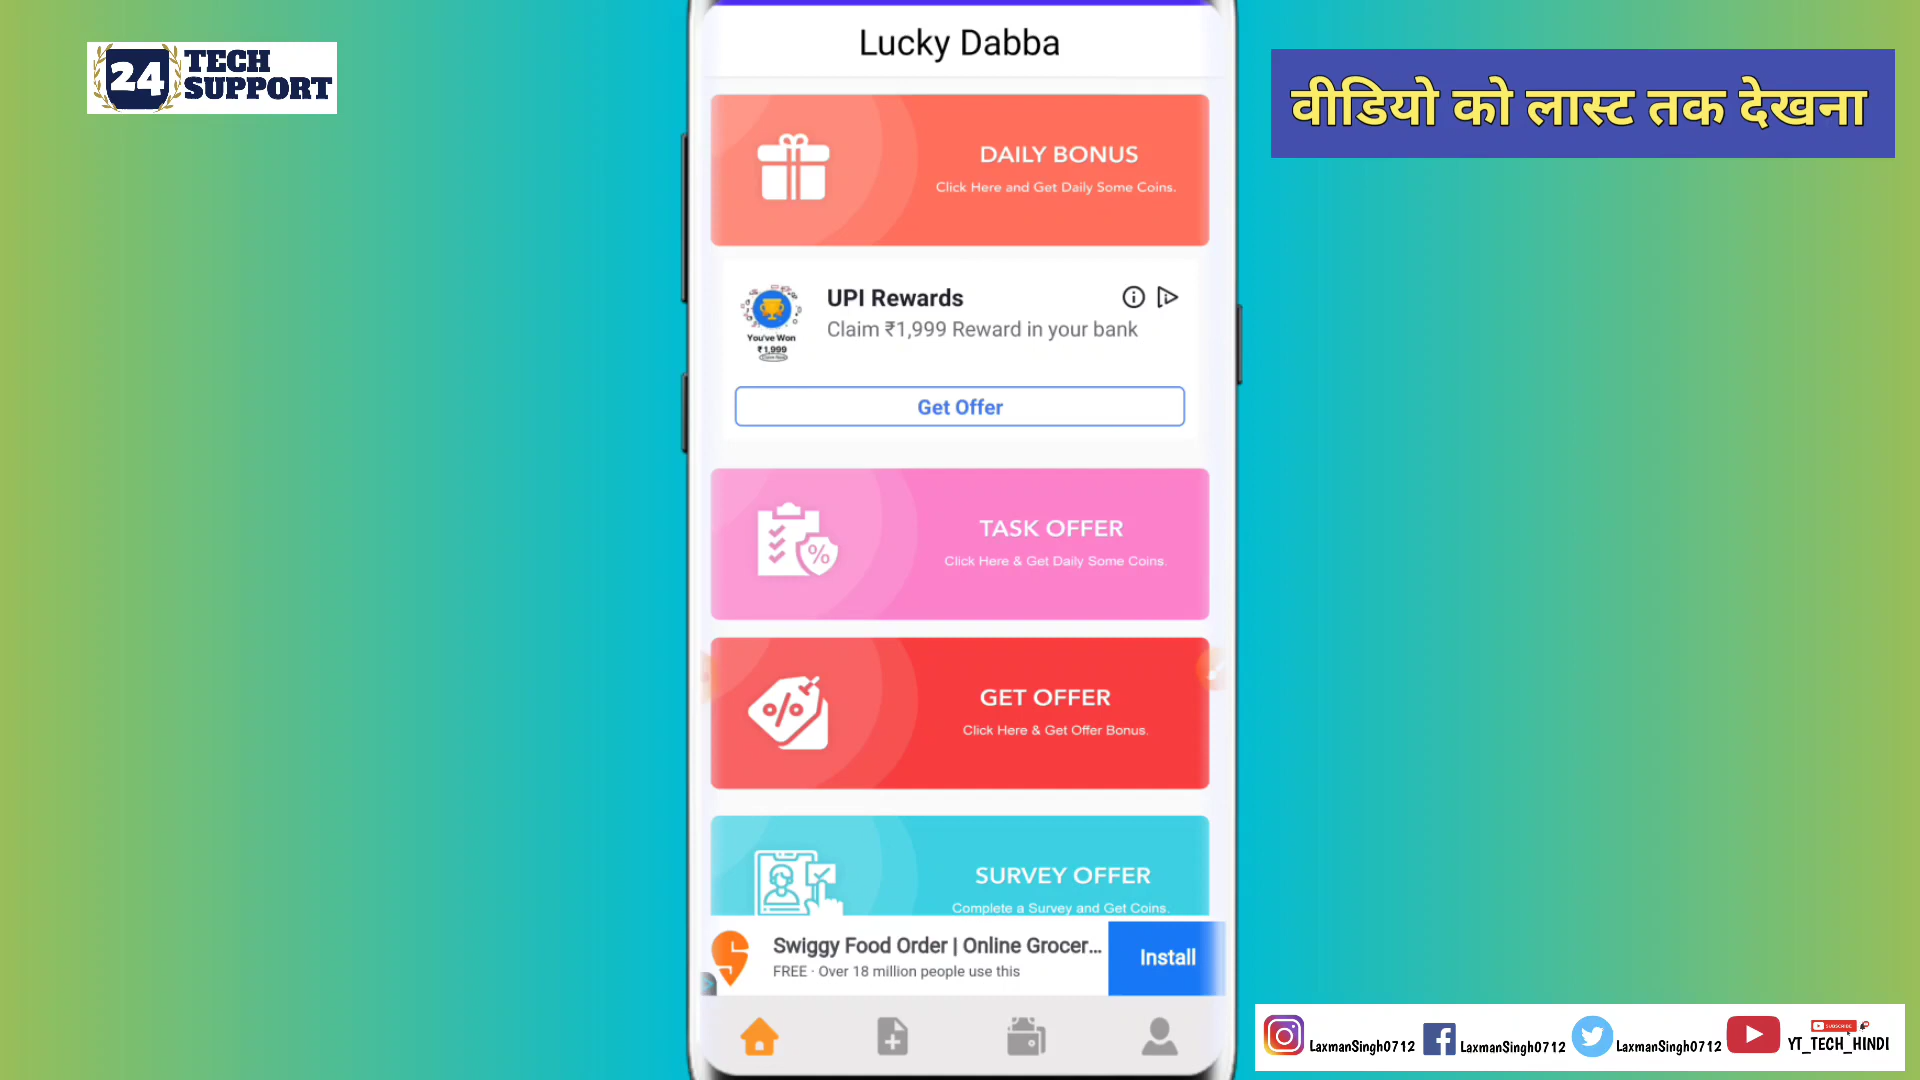 24 TECH SUPPORT
वीडियो को लास्ट तक देखना
Lucky Dabba
DAILY BONUS
Click Here and Get Daily Some Coins.
UPI Rewards
Claim ₹1,999 Reward in your bank
You've Won
₹1,999
Get Offer
TASK OFFER
Click Here & Get Daily Some Coins.
GET OFFER
Click Here & Get Offer Bonus.
SURVEY OFFER
Complete a Survey and Get Coins.
Swiggy Food Order | Online Grocer...
FREE · Over 18 million people use this
Install
LaxmanSingh0712
LaxmanSingh0712
LaxmanSingh0712
SUBSCRIBE
YT_TECH_HINDI